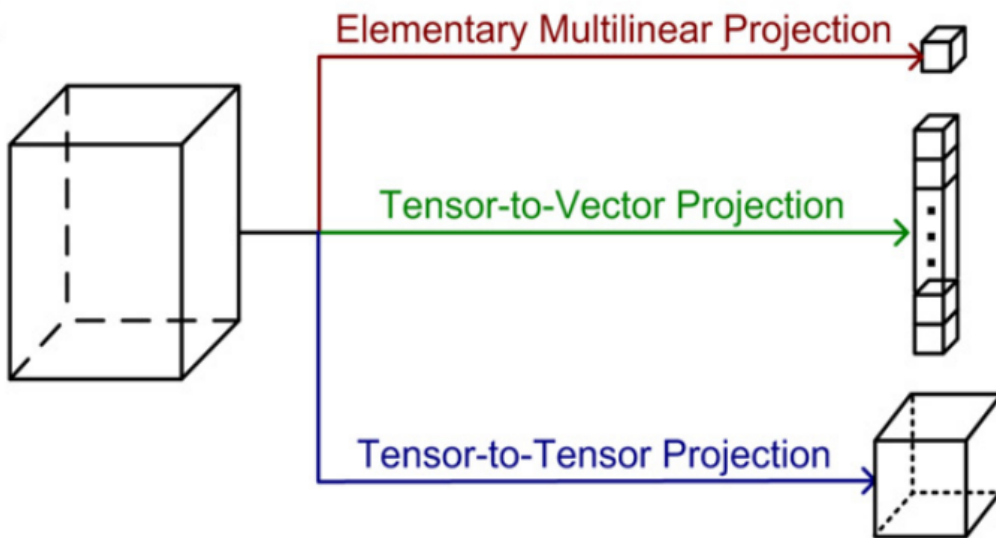 Elementary Multilinear Projection
Tensor-to-Vector Projection
Tensor-to-Tensor Projection